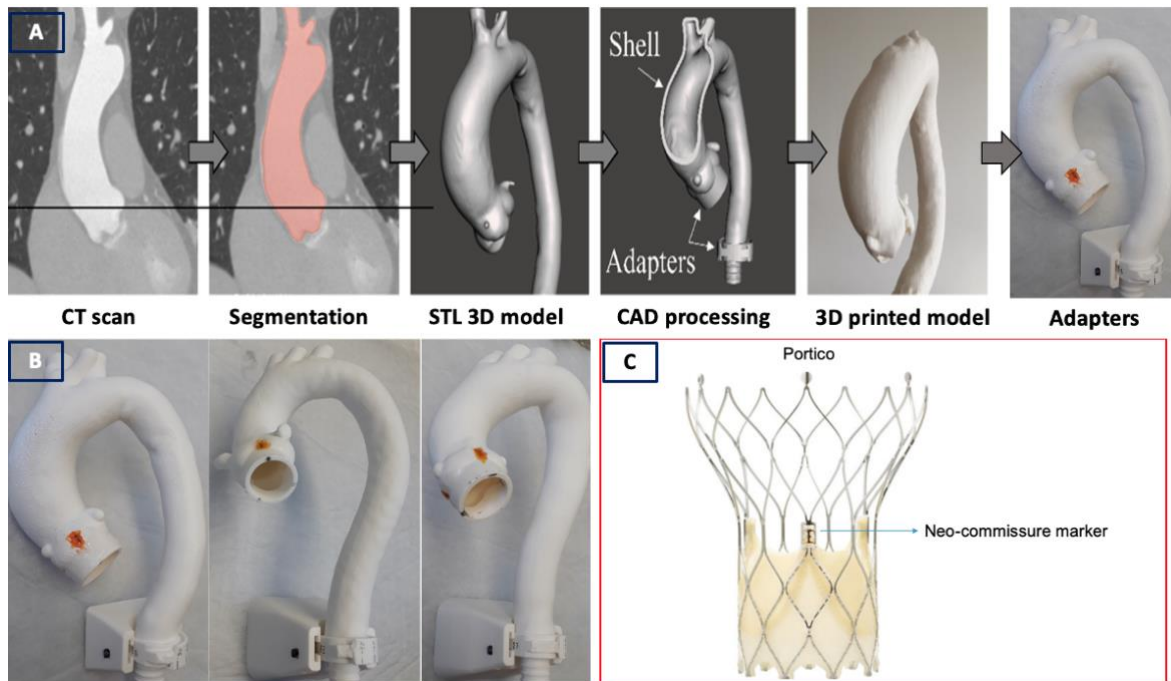 A
Shell
Adapters
CT scan
Segmentation
STL 3D model
CAD processing
3D printed model
Adapters
B
C
Portico
Neo-commissure marker